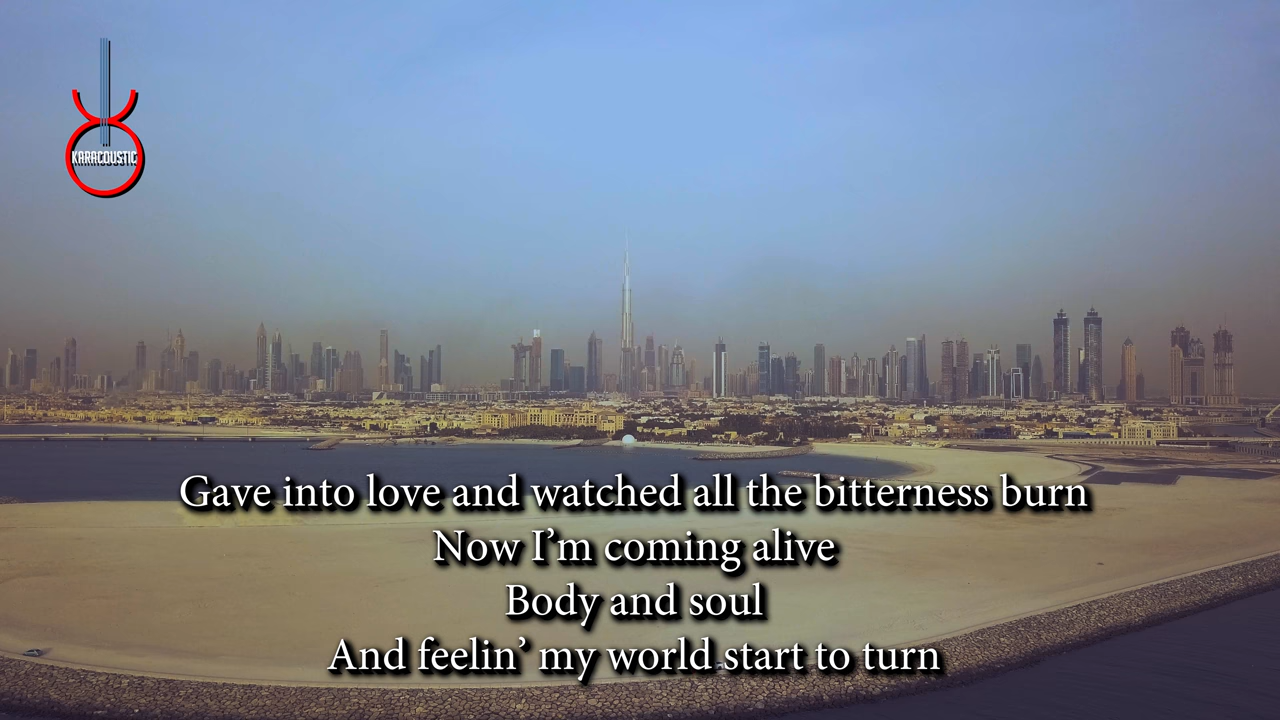 KARACOUSTIC
Gave into love and watched all the bitterness burn
Now I’m coming alive
Body and soul
And feelin’ my world start to turn